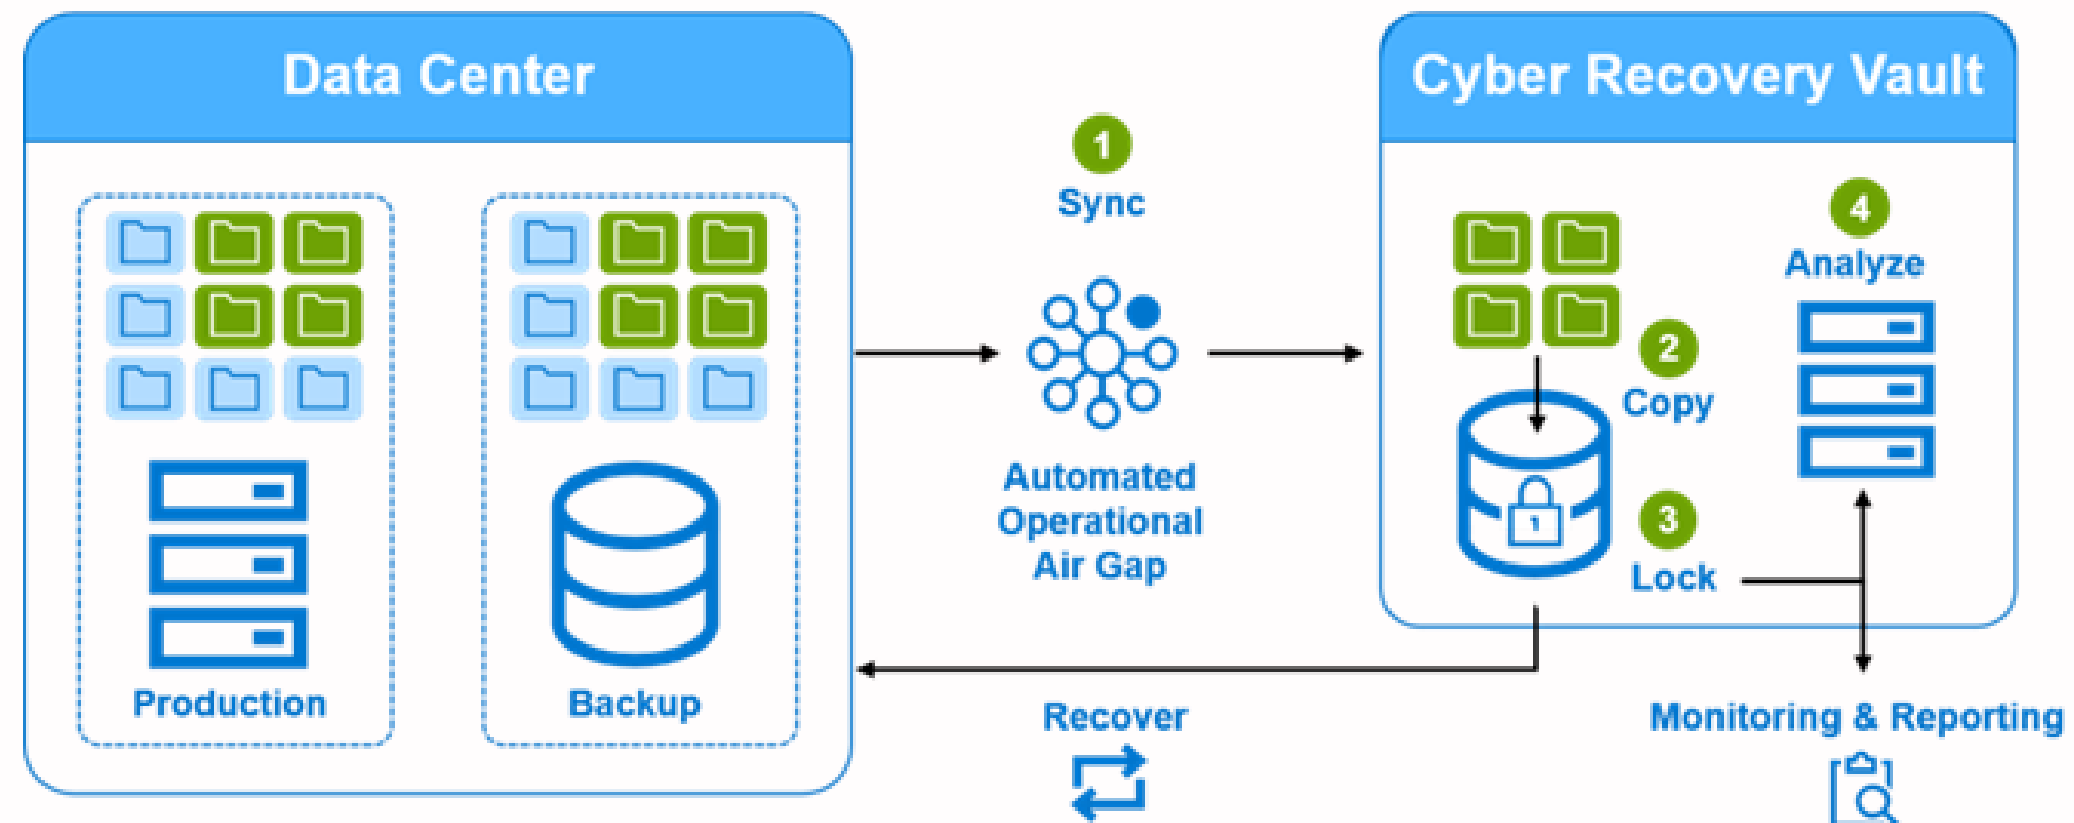 Data Center
Cyber Recovery Vault
1
Sync
4
Analyze
2
Copy
Automated
Operational
Air Gap
1
3
Lock
Production
Backup
Recover
Monitoring & Reporting